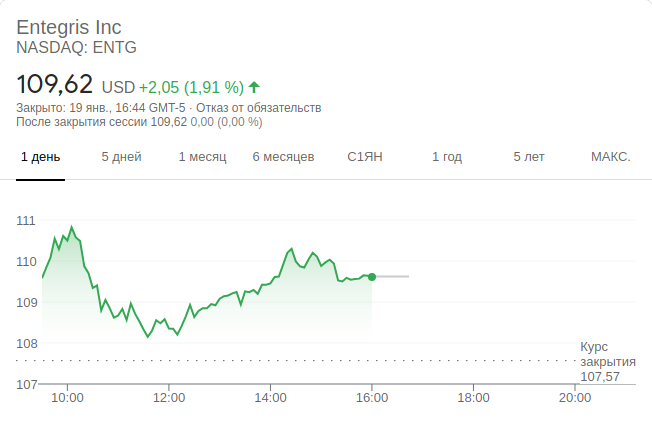 Entegris Inc
NASDAQ: ENTG
109,62 USD +2,05 (1,91 %)
Закрыто: 19 янв., 16:44 GMT-5 · Отказ от обязательств
После закрытия сессии 109,62 0,00 (0,00 %)
1 день 5 дней 1 месяц 6 месяцев С1ЯН 1 год 5 лет МАКС.
111
110
109
108
Курс
закрытия
107,57
107
10:00 12:00 14:00 16:00 18:00 20:00